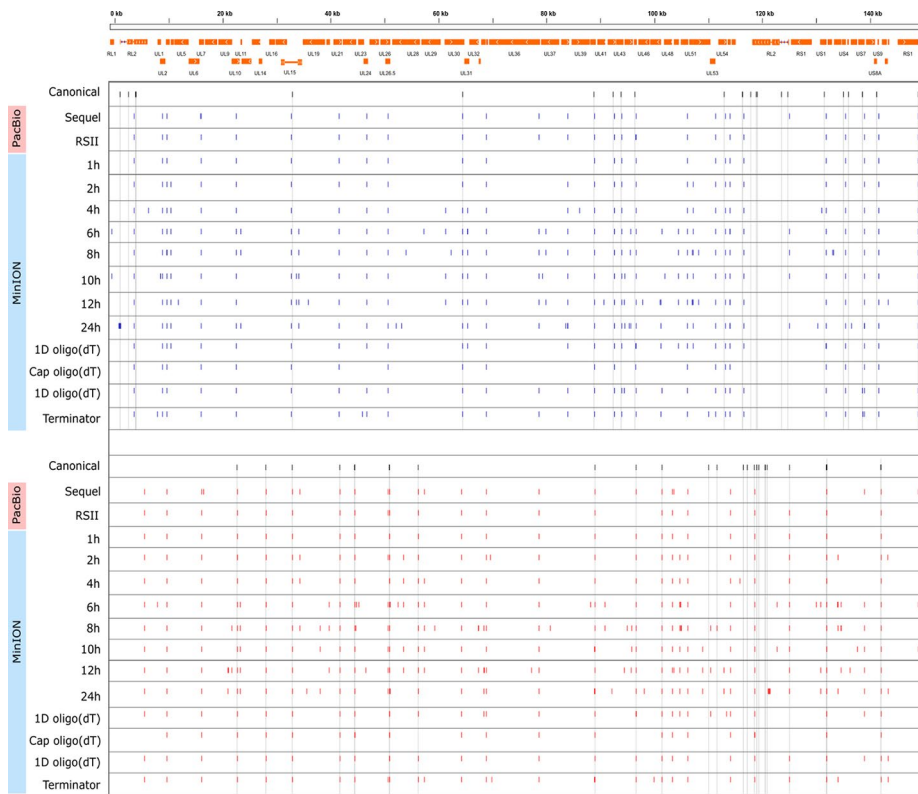 0 kb 20 kb 40 kb 60 kb 80 kb 100 kb 120 kb 140 kb
RL1 RL2 UL1 UL5 UL7 UL9 UL11 UL16 UL19 UL21 UL23 UL26 UL28 UL29 UL30 UL32 UL36 UL37 UL39 UL41 UL43 UL46 UL48 UL51 UL54 RL2 RS1 US1 US4 US7 US9 RS1
UL2 UL6 UL10 UL14 UL15 UL24 UL26.5 UL31 UL53 US8A
Canonical
PacBio
Sequel
RSII
MinION
1h
2h
4h
6h
8h
10h
12h
24h
1D oligo(dT)
Cap oligo(dT)
1D oligo(dT)
Terminator
Canonical
PacBio
Sequel
RSII
MinION
1h
2h
4h
6h
8h
10h
12h
24h
1D oligo(dT)
Cap oligo(dT)
1D oligo(dT)
Terminator